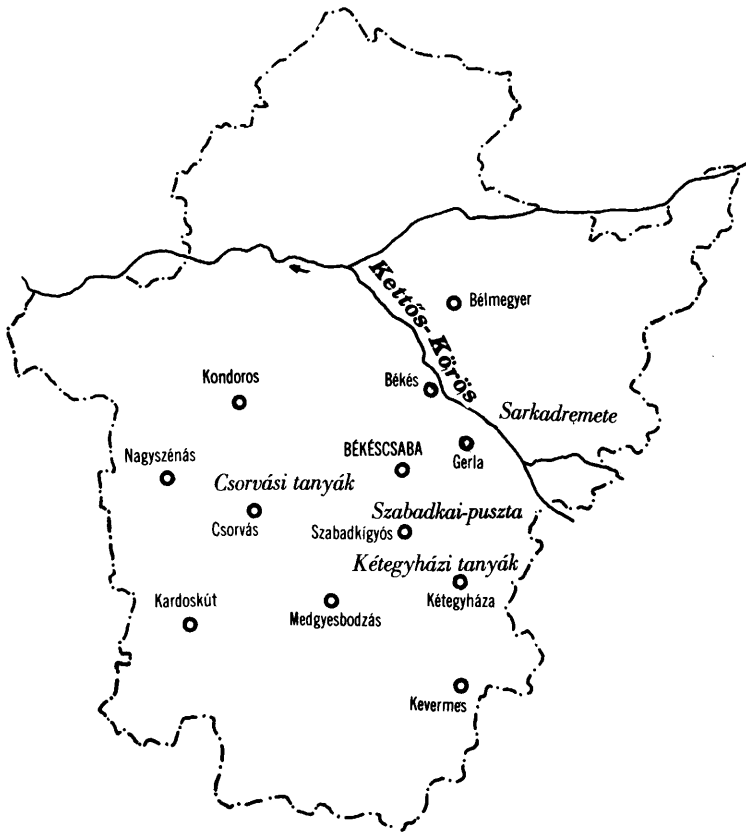 Kettős-Körös
Bélmegyer
Kondoros
Békés
Sarkadremete
Nagyszénás
BÉKÉSCSABA
Gerla
Csorvási tanyák
Csorvás
Szabadkai-puszta
Szabadkígyós
Kétegyházi tanyák
Kardoskút
Medgyesbodzás
Kétegyháza
Kevermes